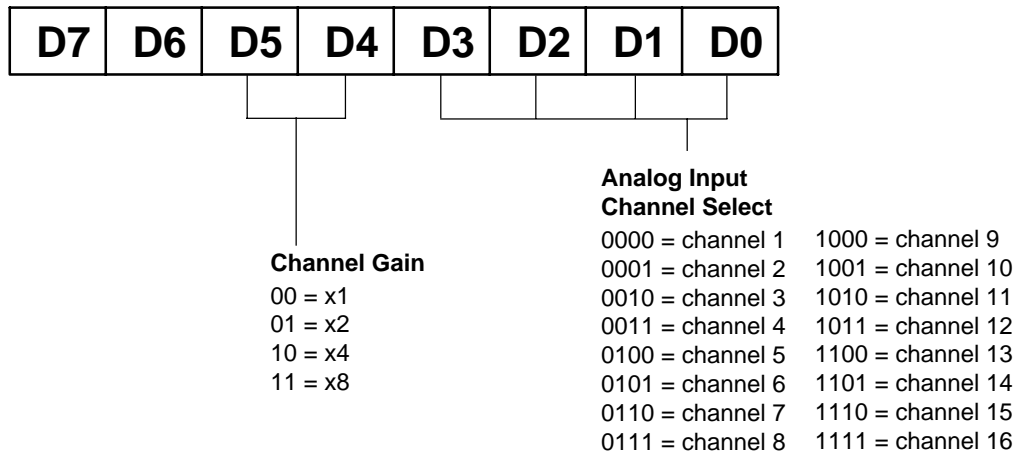 D7 D6 D5 D4 D3 D2 D1 D0
Analog Input
Channel Select
0000 = channel 1 1000 = channel 9
0001 = channel 2 1001 = channel 10
0010 = channel 3 1010 = channel 11
0011 = channel 4 1011 = channel 12
0100 = channel 5 1100 = channel 13
0101 = channel 6 1101 = channel 14
0110 = channel 7 1110 = channel 15
0111 = channel 8 1111 = channel 16
Channel Gain
00 = x1
01 = x2
10 = x4
11 = x8